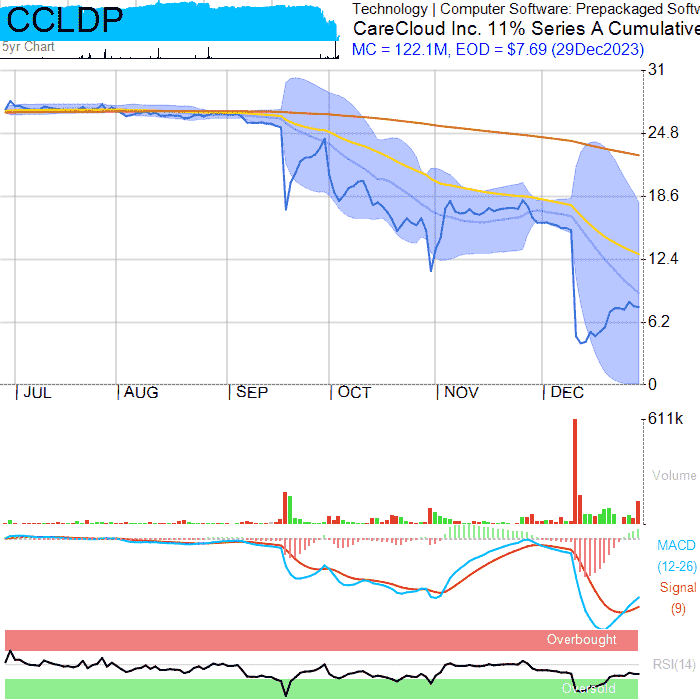 CCLDP
5yr Chart
Technology | Computer Software: Prepackaged Softw
CareCloud Inc. 11% Series A Cumulative
MC = 122.1M, EOD = $7.69 (29Dec2023)
31
24.8
18.6
12.4
6.2
0
JUL AUG SEP OCT NOV DEC
611k
Volume
MACD
(12-26)
Signal
(9)
Overbought
RSI(14)
Oversold